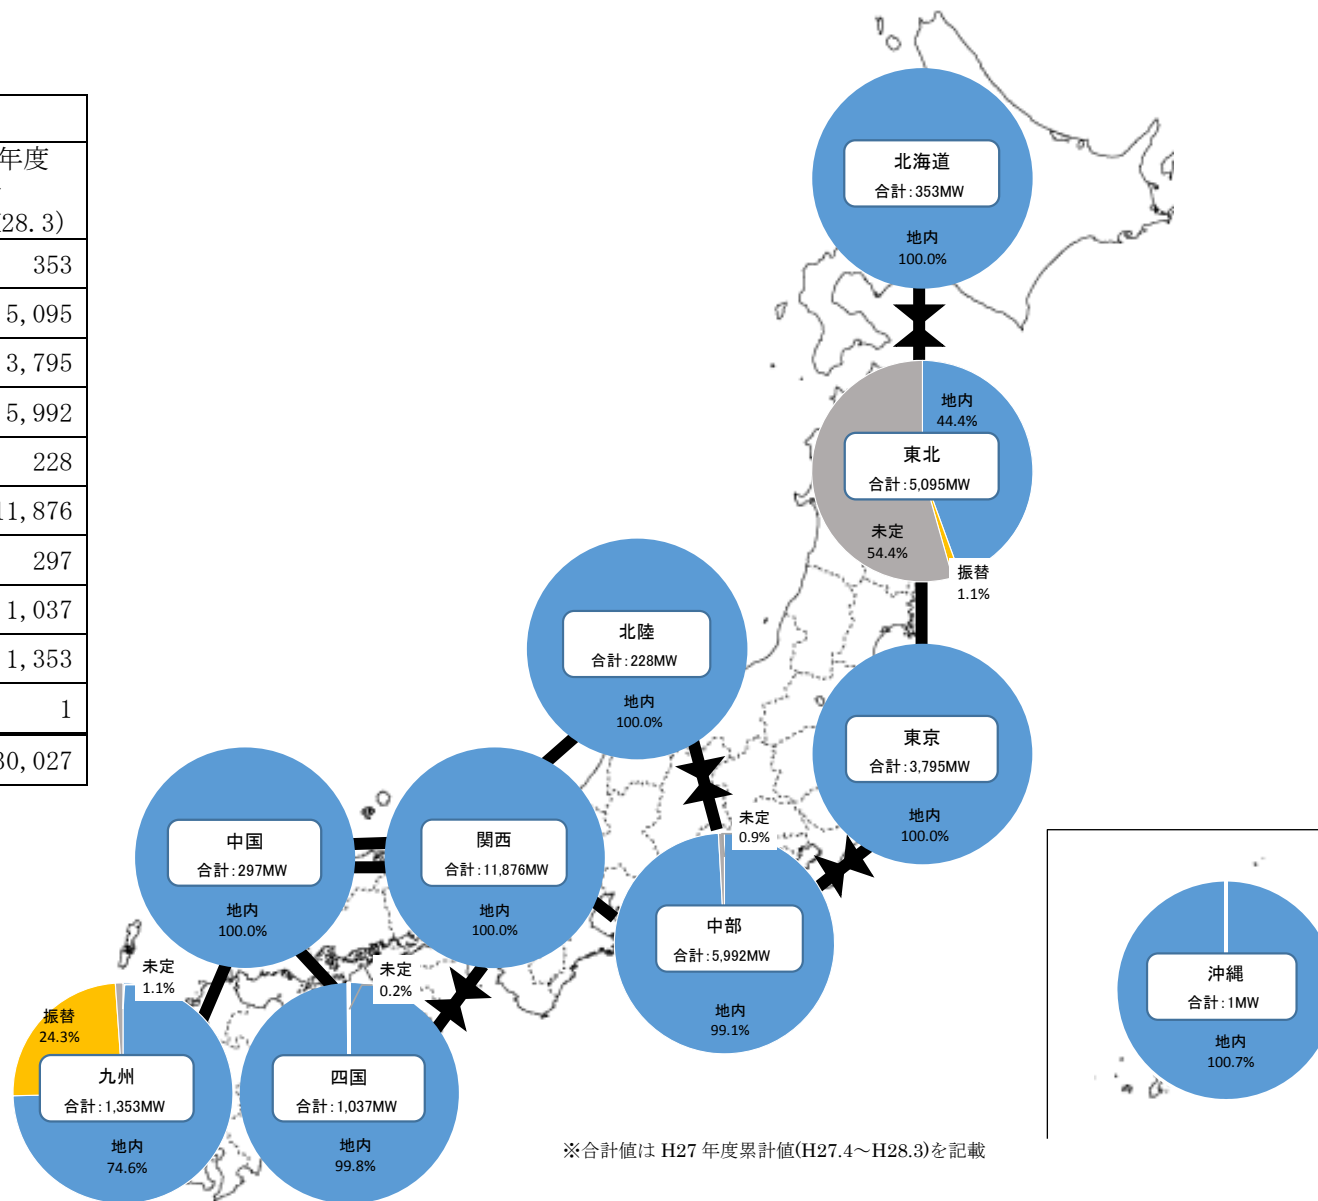 年度
28.3)
353
5,095
3,795
5,992
228
11,876
297
1,037
1,353
1
30,027
北海道
合計:353MW
地内
100.0%
地内
44.4%
東北
合計:5,095MW
未定
54.4%
振替
1.1%
北陸
合計:228MW
地内
100.0%
東京
合計:3,795MW
地内
100.0%
中国
合計:297MW
地内
100.0%
関西
合計:11,876MW
地内
100.0%
未定
0.9%
中部
合計:5,992MW
地内
99.1%
未定
1.1%
振替
24.3%
九州
合計:1,353MW
地内
74.6%
未定
0.2%
四国
合計:1,037MW
地内
99.8%
沖縄
合計:1MW
地内
100.7%
※合計値は H27 年度累計値(H27.4～H28.3)を記載